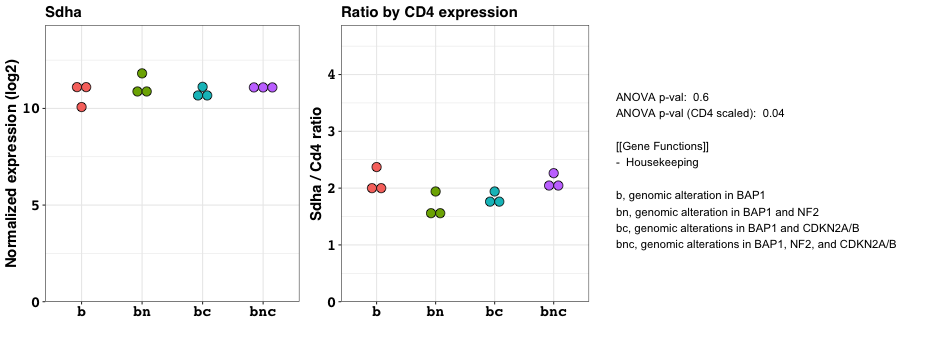 Sdha
Normalized expression (log2)
10
5
0
b bn bc bnc
Ratio by CD4 expression
Sdha / Cd4 ratio
4
3
2
1
0
b bn bc bnc
ANOVA p-val: 0.6
ANOVA p-val (CD4 scaled): 0.04
[[Gene Functions]]
- Housekeeping
b, genomic alteration in BAP1
bn, genomic alteration in BAP1 and NF2
bc, genomic alterations in BAP1 and CDKN2A/B
bnc, genomic alterations in BAP1, NF2, and CDKN2A/B